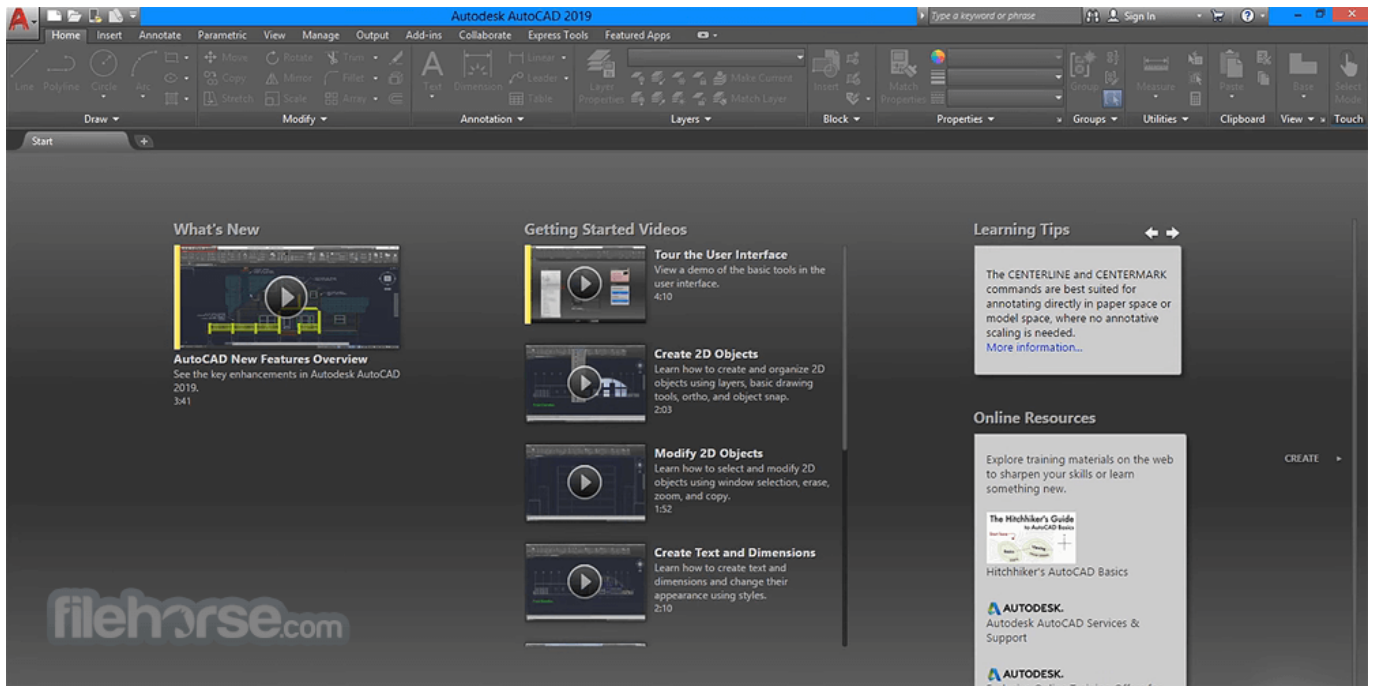 Autodesk AutoCAD 2019
Type a keyword or phrase
Sign In
Home Insert Annotate Parametric View Manage Output Add-ins Collaborate Express Tools Featured Apps
Line Polyline Circle Arc
Move Rotate Trim
Copy Mirror Fillet
Stretch Scale Array
Text Dimension
Linear
Leader
Table
Layer
Properties
Make Current
Match Layer
Insert
Match
Properties
Group
Measure
Paste
Base
Select
Mode
Draw Modify Annotation Layers Block Properties Groups Utilities Clipboard View Touch
Start
What's New
AutoCAD New Features Overview
See the key enhancements in Autodesk AutoCAD
2019.
3:41
Getting Started Videos
Tour the User Interface
View a demo of the basic tools in the
user interface.
4:10
Create 2D Objects
Learn how to create and organize 2D
objects using layers, basic drawing
tools, ortho, and object snap.
2:03
Modify 2D Objects
Learn how to select and modify 2D
objects using window selection, erase,
zoom, and copy.
1:52
Create Text and Dimensions
Learn how to create text and
dimensions and change their
appearance using styles.
2:10
Learning Tips
The CENTERLINE and CENTERMARK
commands are best suited for
annotating directly in paper space or
model space, where no annotative
scaling is needed.
More information...
Online Resources
Explore training materials on the web
to sharpen your skills or learn
something new.
The Hitchhiker's Guide
to AutoCAD Basics
Hitchhiker's AutoCAD Basics
AUTODESK.
Autodesk AutoCAD Services &
Support
AUTODESK.
CREATE
filehorse.com